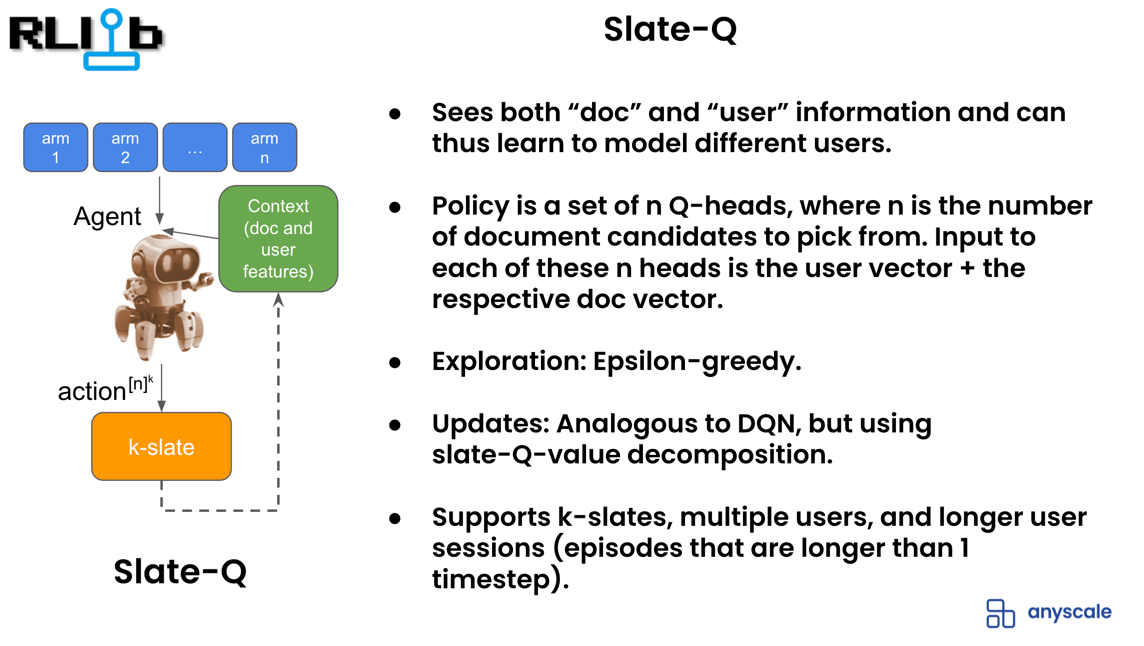 RLlib
Slate-Q
arm
1
arm
2
...
arm
n
Agent
Context
(doc and
user
features)
action[n]k
k-slate
Slate-Q
● Sees both “doc” and “user” information and can
thus learn to model different users.
● Policy is a set of n Q-heads, where n is the number
of document candidates to pick from. Input to
each of these n heads is the user vector + the
respective doc vector.
● Exploration: Epsilon-greedy.
● Updates: Analogous to DQN, but using
slate-Q-value decomposition.
● Supports k-slates, multiple users, and longer user
sessions (episodes that are longer than 1
timestep).
anyscale